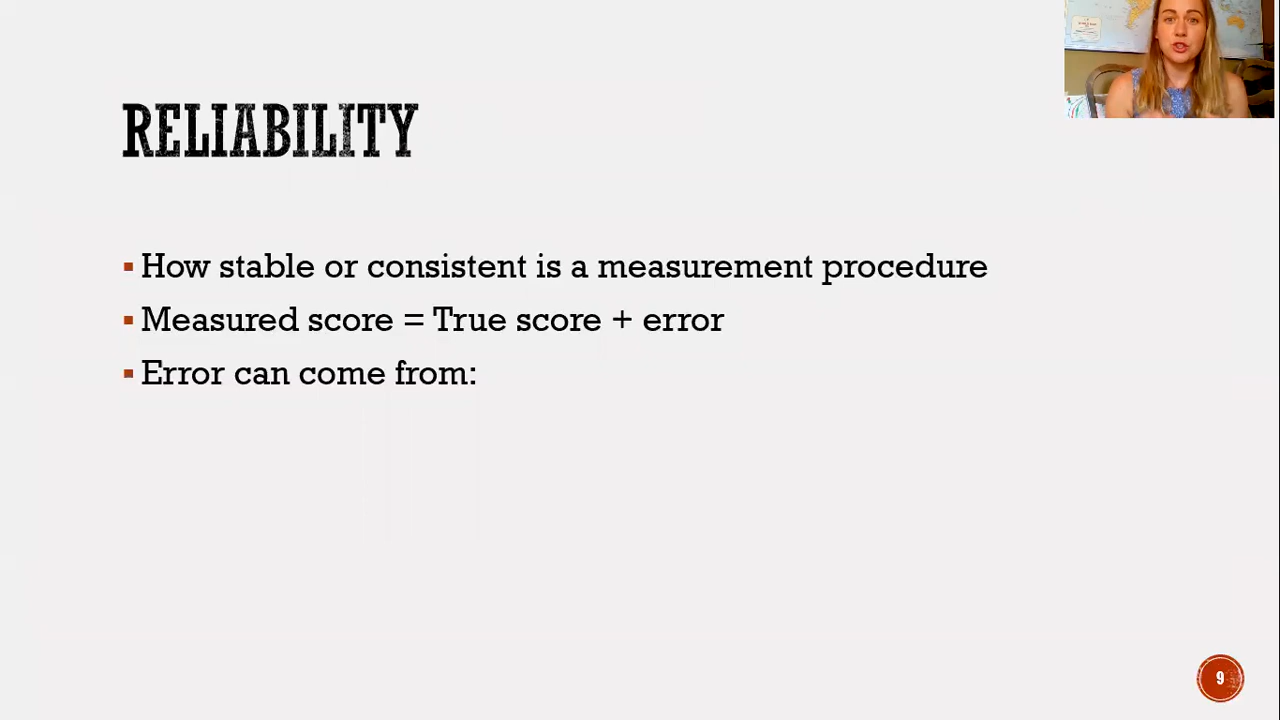 RELIABILITY
How stable or consistent is a measurement procedure
Measured score = True score + error
Error can come from:
9